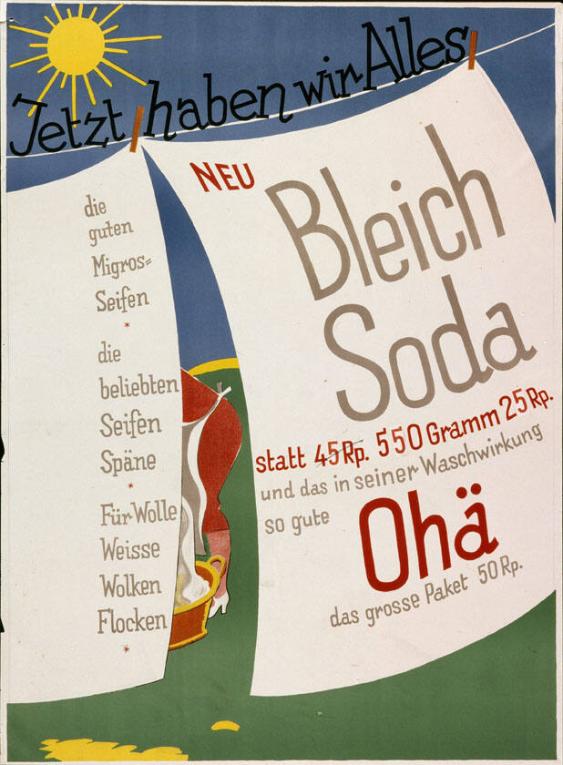 Jetzt haben wir Alles
die
guten
Migros=
Seifen
*
die
beliebten
Seifen
Späne
*
Für Wolle
Weisse
Wolken
Flocken
*
NEU
Bleich
Soda
statt 45 Rp. 550 Gramm 25 Rp.
und das in seiner Waschwirkung
so gute
Ohä
das grosse Paket 50 Rp.